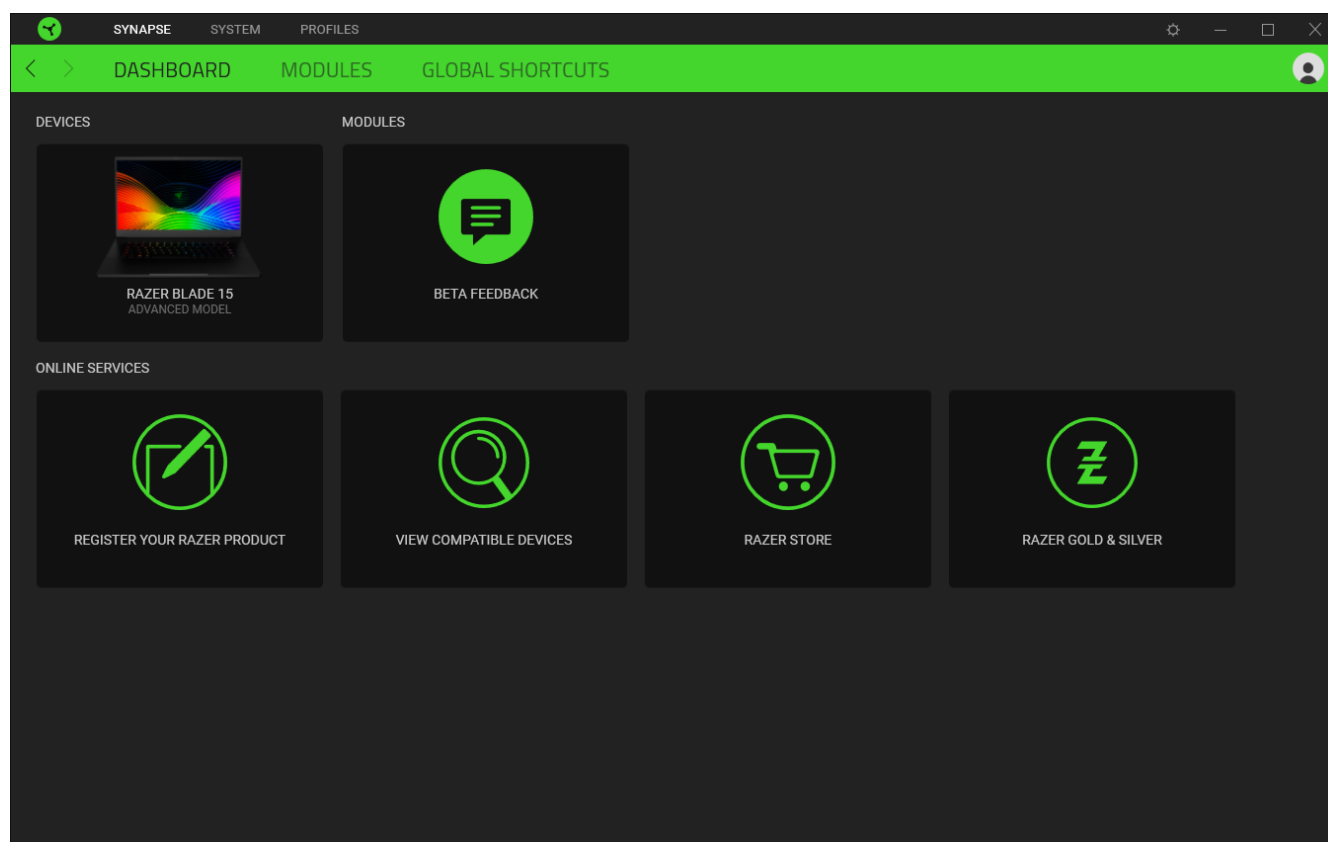 SYNAPSE SYSTEM PROFILES
DASHBOARD MODULES GLOBAL SHORTCUTS
DEVICES MODULES
RAZER BLADE 15
ADVANCED MODEL
BETA FEEDBACK
ONLINE SERVICES
REGISTER YOUR RAZER PRODUCT
VIEW COMPATIBLE DEVICES
RAZER STORE
RAZER GOLD & SILVER